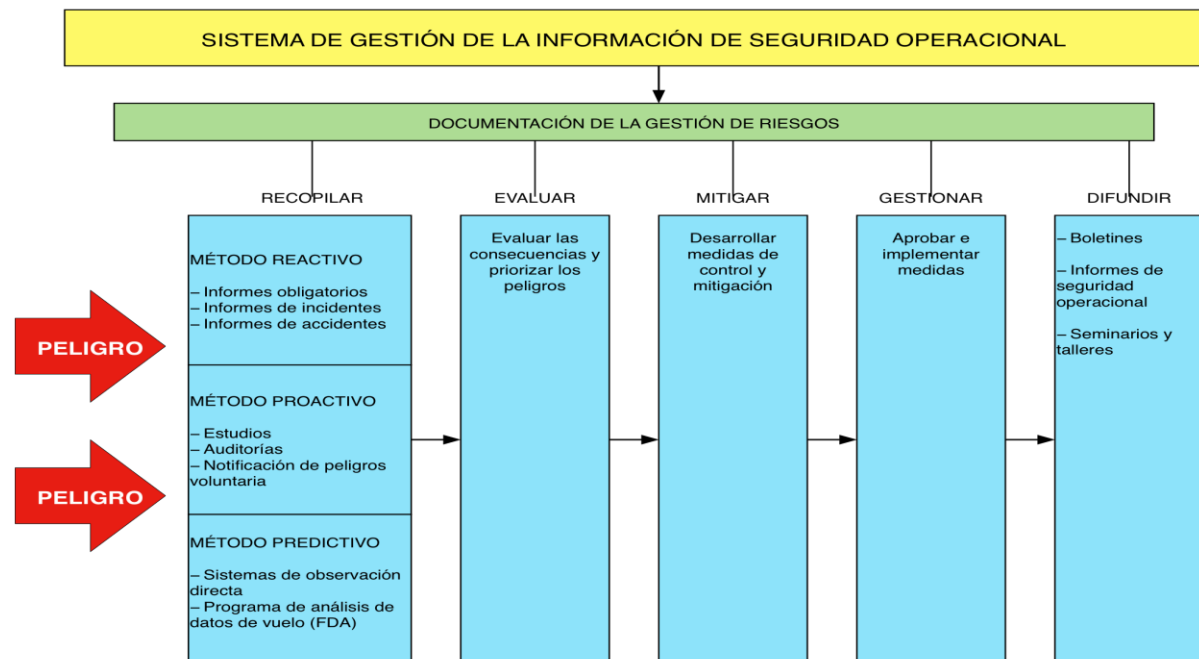 SISTEMA DE GESTIÓN DE LA INFORMACIÓN DE SEGURIDAD OPERACIONAL
DOCUMENTACIÓN DE LA GESTIÓN DE RIESGOS
RECOPILAR
MÉTODO REACTIVO
– Informes obligatorios
– Informes de incidentes
– Informes de accidentes
MÉTODO PROACTIVO
– Estudios
– Auditorías
– Notificación de peligros
voluntaria
MÉTODO PREDICTIVO
– Sistemas de observación
directa
– Programa de análisis de
datos de vuelo (FDA)
EVALUAR
Evaluar las
consecuencias y
priorizar los
peligros
MITIGAR
Desarrollar
medidas de
control y
mitigación
GESTIONAR
Aprobar e
implementar
medidas
DIFUNDIR
– Boletines
– Informes de
seguridad
operacional
– Seminarios y
talleres
PELIGRO
PELIGRO